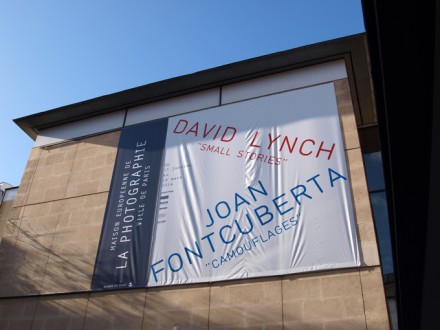 MAISON EUROPÉENNE DE
LA PHOTOGRAPHIE
VILLE DE PARIS
DAVID LYNCH
"SMALL STORIES"
JOAN
FONTCUBERTA
"CAMOUFLAGES"